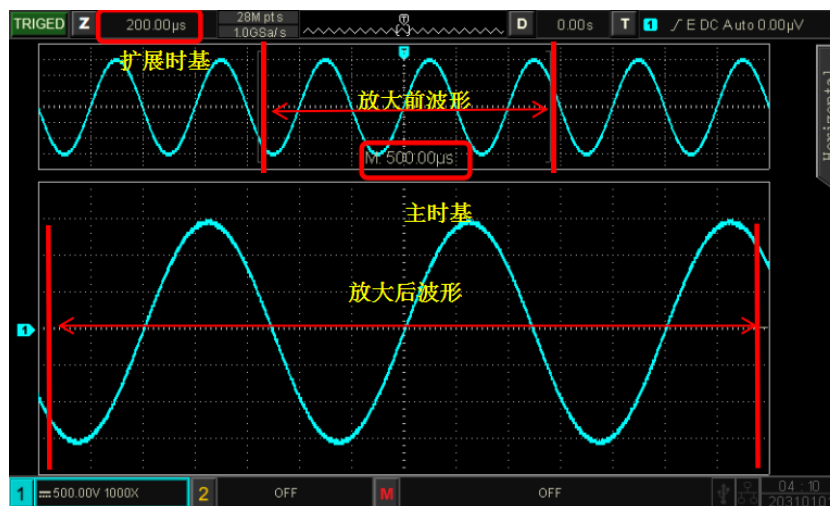 TRIGED Z 200.00μs 28M pts D 0.00s T 1 E DC Auto 0.00μV
1.0GSa/s
扩展时基
放大前波形
M: 500.00μs
Horizontal
主时基
放大后波形
1
1 500.00V 1000X 2 OFF M OFF 04:10
20310101